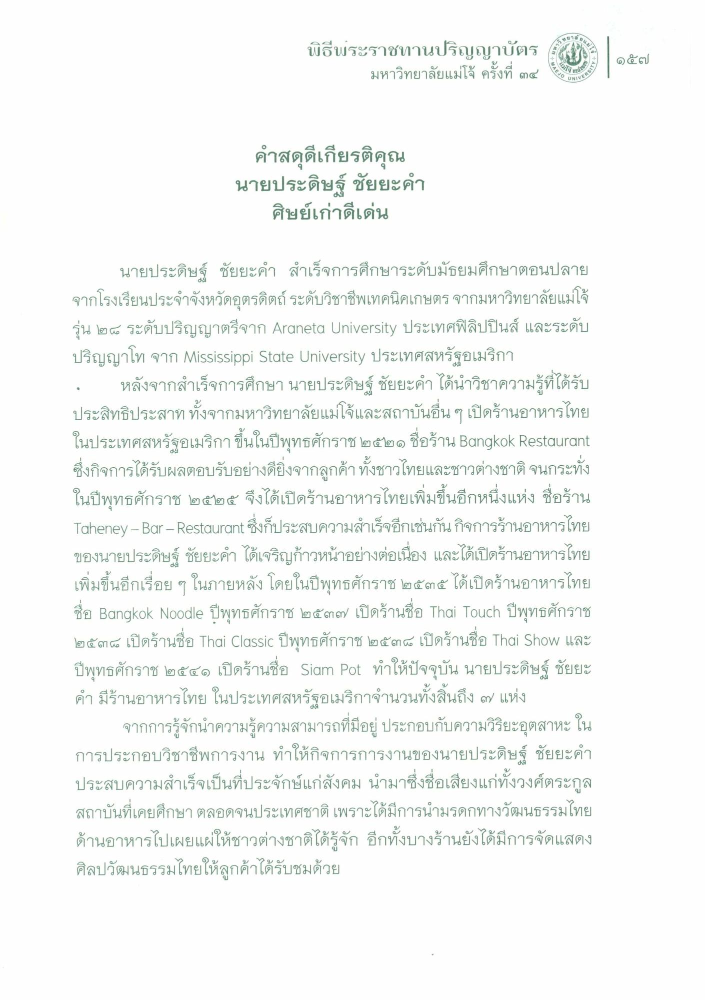 พิธีพระราชทานปริญญาบัตร
มหาวิทยาลัยแม่โจ้ ครั้งที่ ๓๔
มหาวิทยาลัยแม่โจ้
แม่โจ้ ๒๔๗๗
MAEJO UNIVERSITY
๑๕๗
คำสดุดีเกียรติคุณ
นายประดิษฐ์ ชัยยะคำ
ศิษย์เก่าดีเด่น
นายประดิษฐ์ ชัยยะคำ สำเร็จการศึกษาระดับมัธยมศึกษาตอนปลาย
จากโรงเรียนประจำจังหวัดอุตรดิตถ์ ระดับวิชาชีพเทคนิคเกษตร จากมหาวิทยาลัยแม่โจ้
รุ่น ๒๘ ระดับปริญญาตรีจาก Araneta University ประเทศฟิลิปปินส์ และระดับ
ปริญญาโท จาก Mississippi State University ประเทศสหรัฐอเมริกา
หลังจากสำเร็จการศึกษา นายประดิษฐ์ ชัยยะคำ ได้นำวิชาความรู้ที่ได้รับ
ประสิทธิประสาท ทั้งจากมหาวิทยาลัยแม่โจ้และสถาบันอื่น ๆ เปิดร้านอาหารไทย
ในประเทศสหรัฐอเมริกา ขึ้นในปีพุทธศักราช ๒๕๒๑ ชื่อร้าน Bangkok Restaurant
ซึ่งกิจการได้รับผลตอบรับอย่างดียิ่งจากลูกค้า ทั้งชาวไทยและชาวต่างชาติ จนกระทั่ง
ในปีพุทธศักราช ๒๕๒๕ จึงได้เปิดร้านอาหารไทยเพิ่มขึ้นอีกหนึ่งแห่ง ชื่อร้าน
Taheney – Bar – Restaurant ซึ่งก็ประสบความสำเร็จอีกเช่นกัน กิจการร้านอาหารไทย
ของนายประดิษฐ์ ชัยยะคำ ได้เจริญก้าวหน้าอย่างต่อเนื่อง และได้เปิดร้านอาหารไทย
เพิ่มขึ้นอีกเรื่อย ๆ ในภายหลัง โดยในปีพุทธศักราช ๒๕๓๕ ได้เปิดร้านอาหารไทย
ชื่อ Bangkok Noodle ปีพุทธศักราช ๒๕๓๗ เปิดร้านชื่อ Thai Touch ปีพุทธศักราช
๒๕๓๘ เปิดร้านชื่อ Thai Classic ปีพุทธศักราช ๒๕๓๘ เปิดร้านชื่อ Thai Show และ
ปีพุทธศักราช ๒๕๔๑ เปิดร้านชื่อ Siam Pot ทำให้ปัจจุบัน นายประดิษฐ์ ชัยยะ
คำ มีร้านอาหารไทย ในประเทศสหรัฐอเมริกาจำนวนทั้งสิ้นถึง ๗ แห่ง
จากการรู้จักนำความรู้ความสามารถที่มีอยู่ ประกอบกับความวิริยะอุตสาหะ ใน
การประกอบวิชาชีพการงาน ทำให้กิจการการงานของนายประดิษฐ์ ชัยยะคำ
ประสบความสำเร็จเป็นที่ประจักษ์แก่สังคม นำมาซึ่งชื่อเสียงแก่ทั้งวงศ์ตระกูล
สถาบันที่เคยศึกษา ตลอดจนประเทศชาติ เพราะได้มีการนำมรดกทางวัฒนธรรมไทย
ด้านอาหารไปเผยแผ่ให้ชาวต่างชาติได้รู้จัก อีกทั้งบางร้านยังได้มีการจัดแสดง
ศิลปวัฒนธรรมไทยให้ลูกค้าได้รับชมด้วย